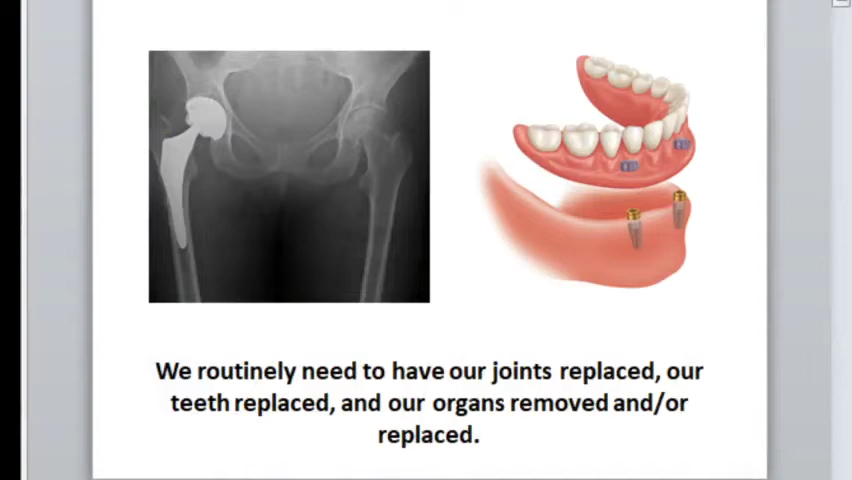 We routinely need to have our joints replaced, our
teeth replaced, and our organs removed and/or
replaced.